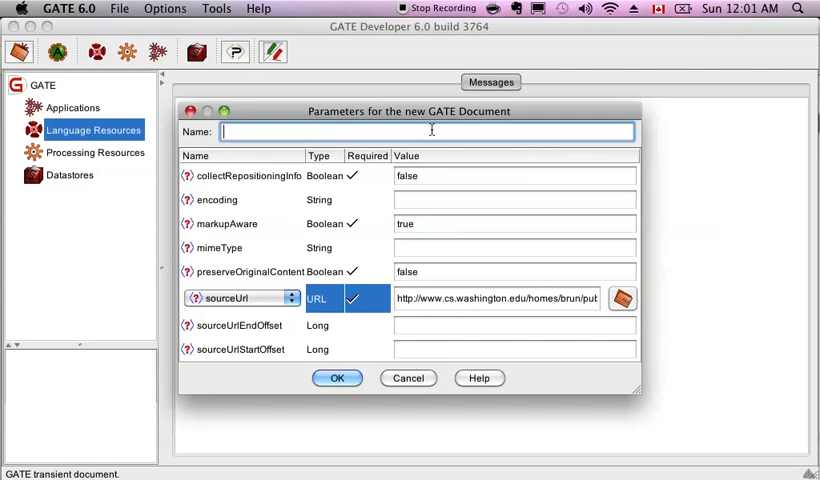 GATE 6.0 File Options Tools Help Stop Recording Sun 12:01 AM
GATE Developer 6.0 build 3764
GATE
Applications
Language Resources
Processing Resources
Datastores
Messages
Parameters for the new GATE Document
Name:
Name Type Required Value
collectRepositioningInfo Boolean false
encoding String
markupAware Boolean true
mimeType String
preserveOriginalContent Boolean false
sourceUrl URL http://www.cs.washington.edu/homes/brun/put
sourceUrlEndOffset Long
sourceUrlStartOffset Long
OK Cancel Help
GATE transient document.